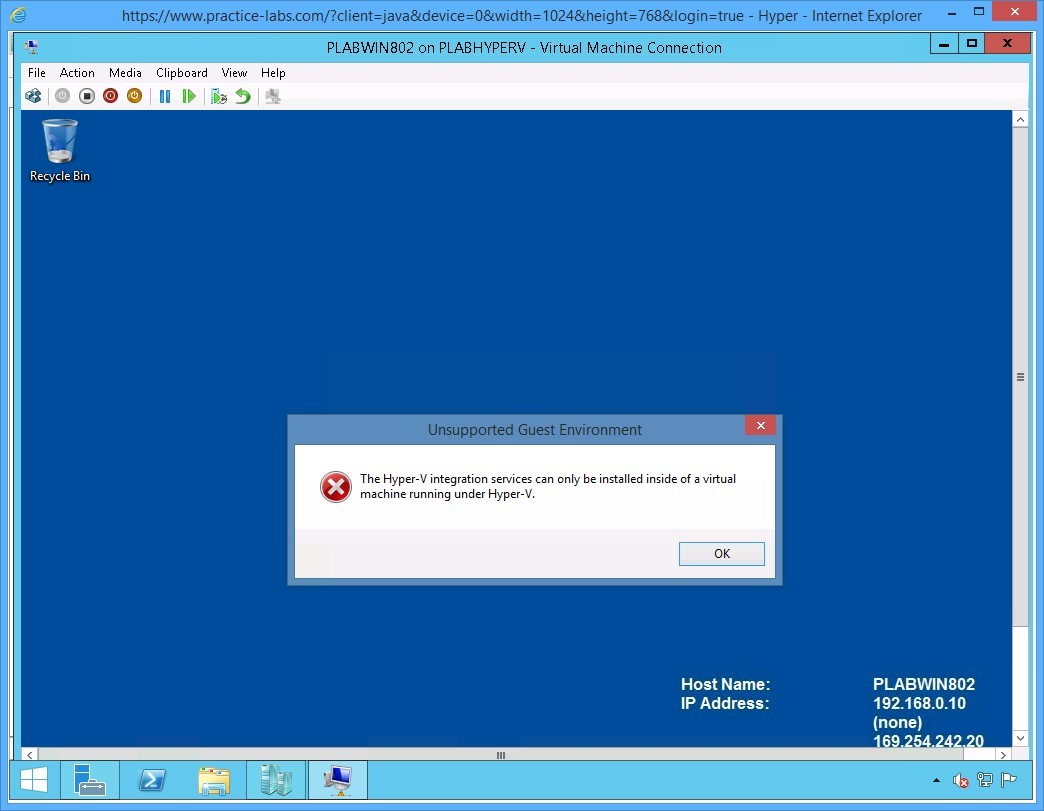 https://www.practice-labs.com/?client=java&device=0&width=1024&height=768&login=true - Hyper - Internet Explorer
PLABWIN802 on PLABHYPERV - Virtual Machine Connection
File Action Media Clipboard View Help
Recycle Bin
Unsupported Guest Environment
The Hyper-V integration services can only be installed inside of a virtual
machine running under Hyper-V.
OK
Host Name: PLABWIN802
IP Address: 192.168.0.10
(none)
169.254.242.20